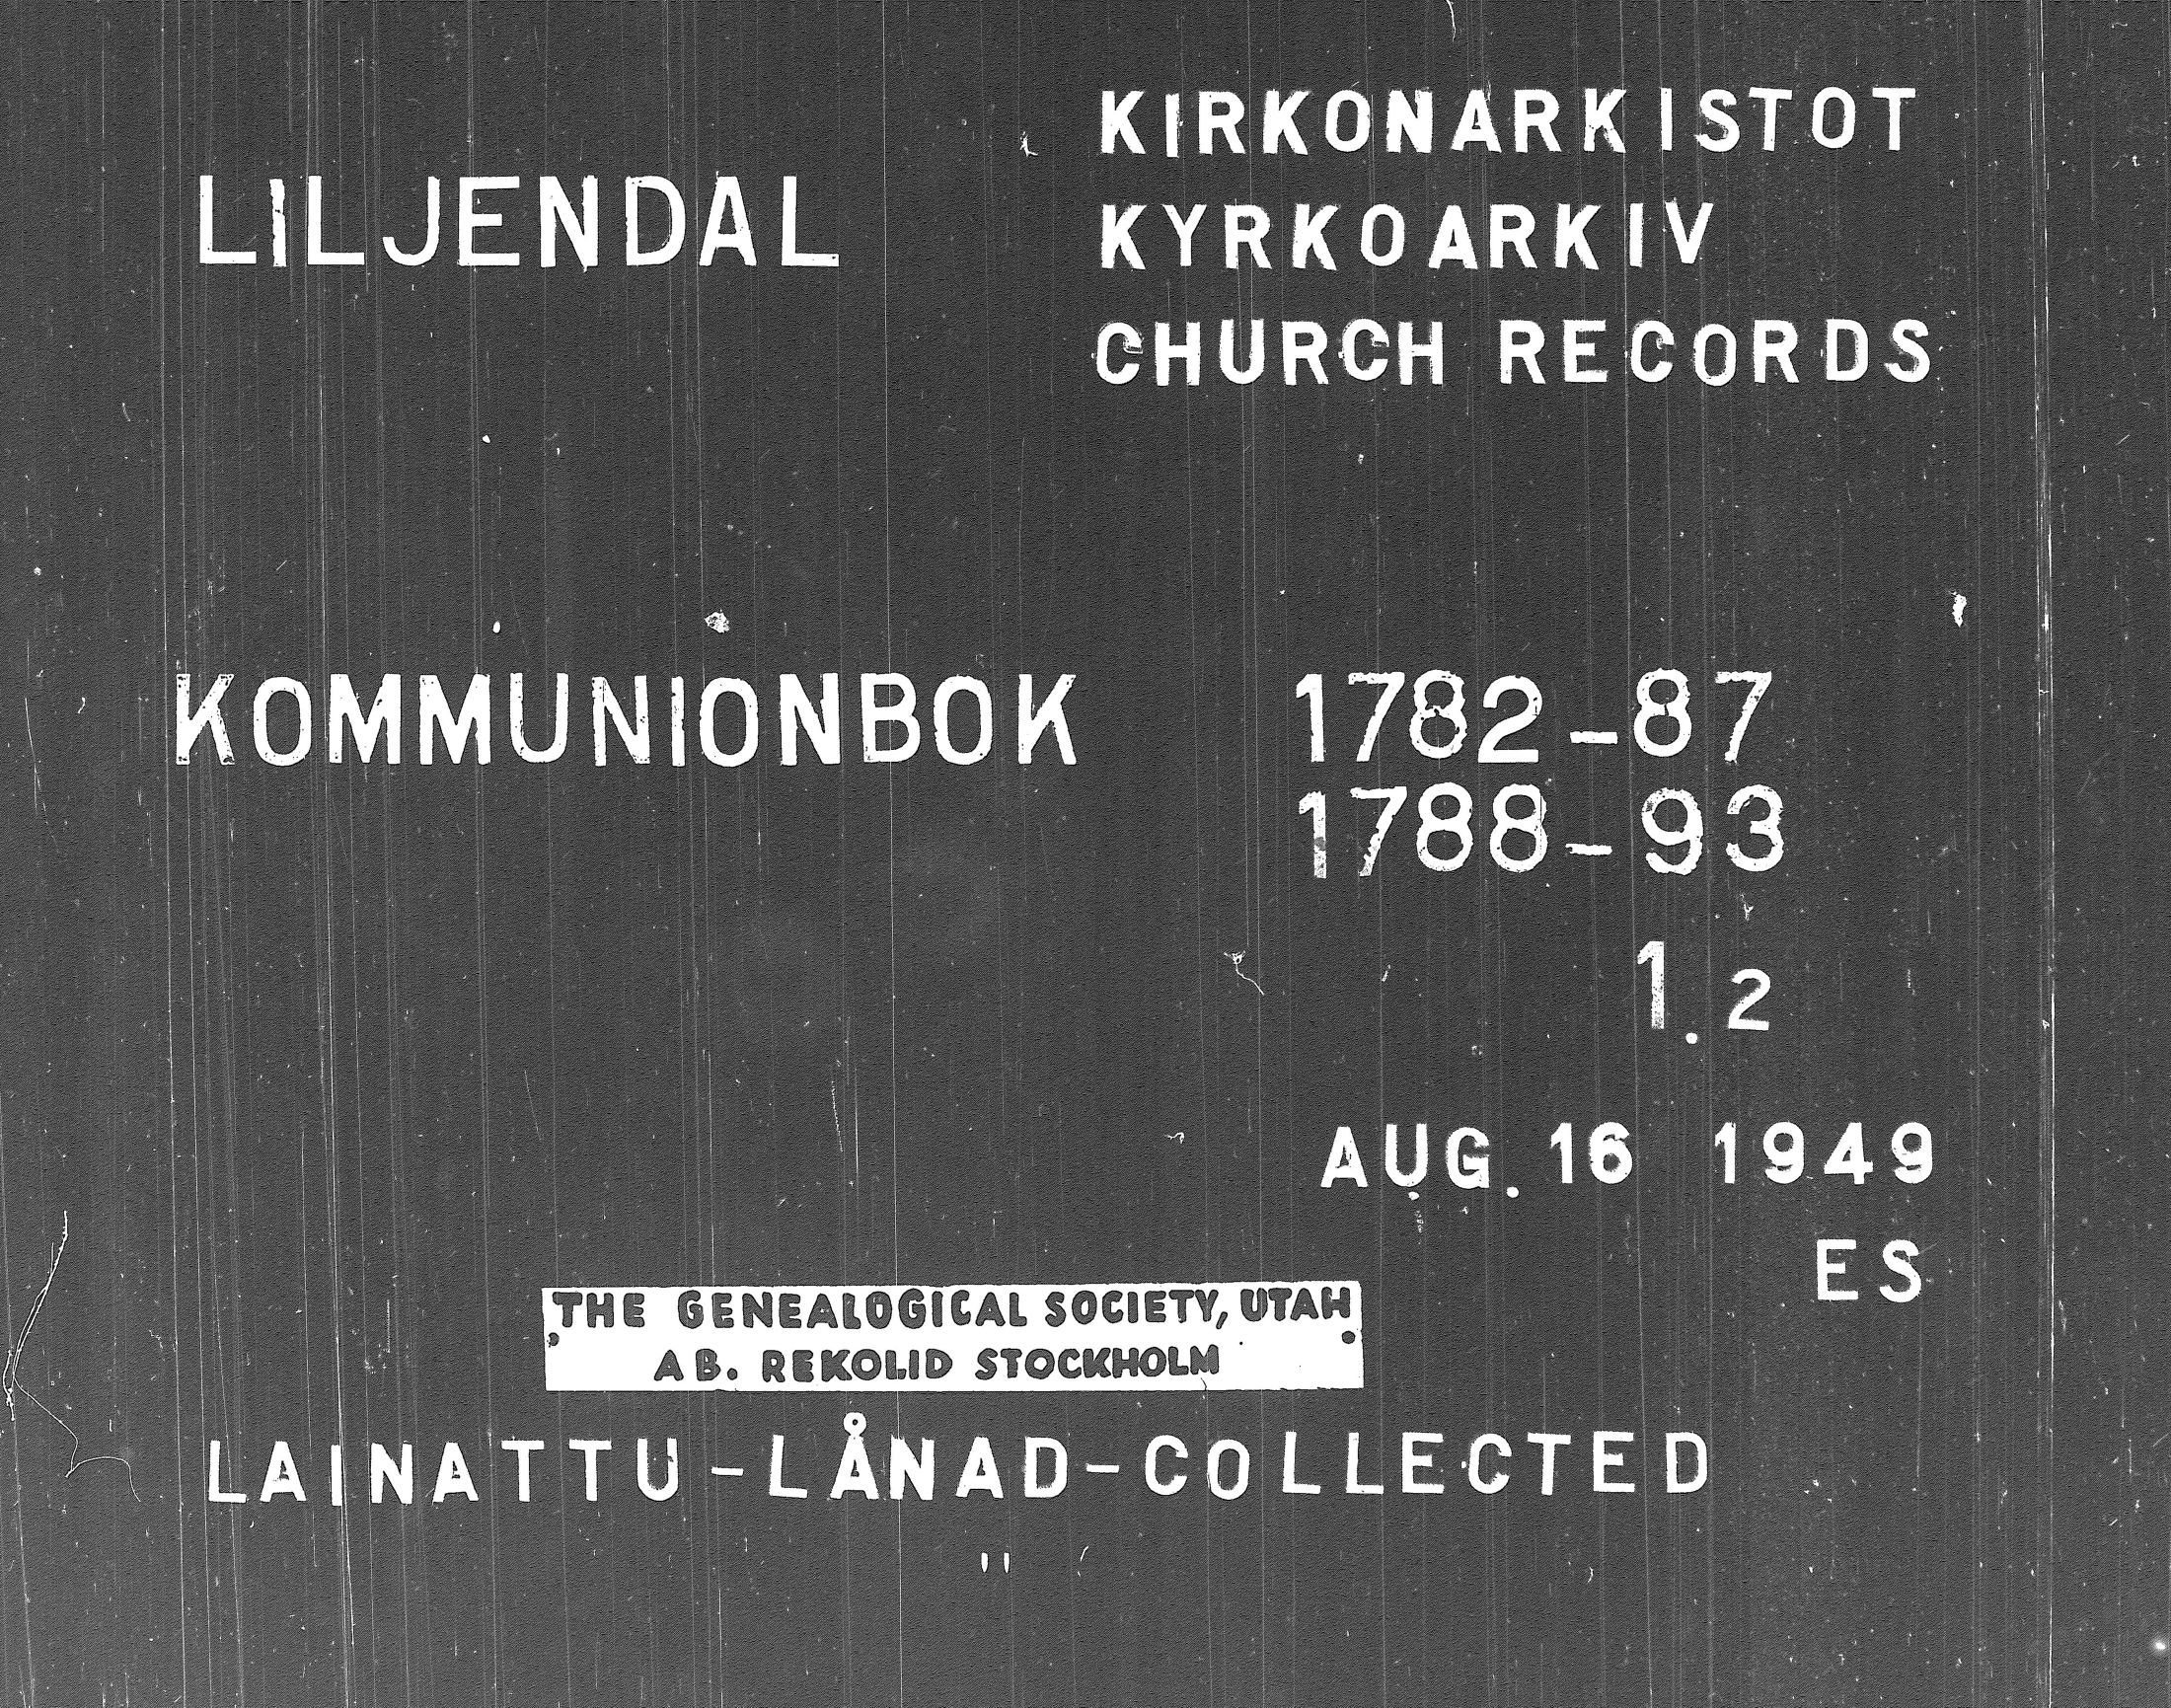 LILJENDAL
KIRKONARKISTOT
KYRKOARKIV
CHURCH RECORDS
KOMMUNIONBOK 1782-87
1788-93
1.2
AUG. 16 1949
ES
THE GENEALOGICAL SOCIETY, UTAH
AB. REKOLID STOCKHOLM
LAINATTU-LÅNAD-COLLECTED
"